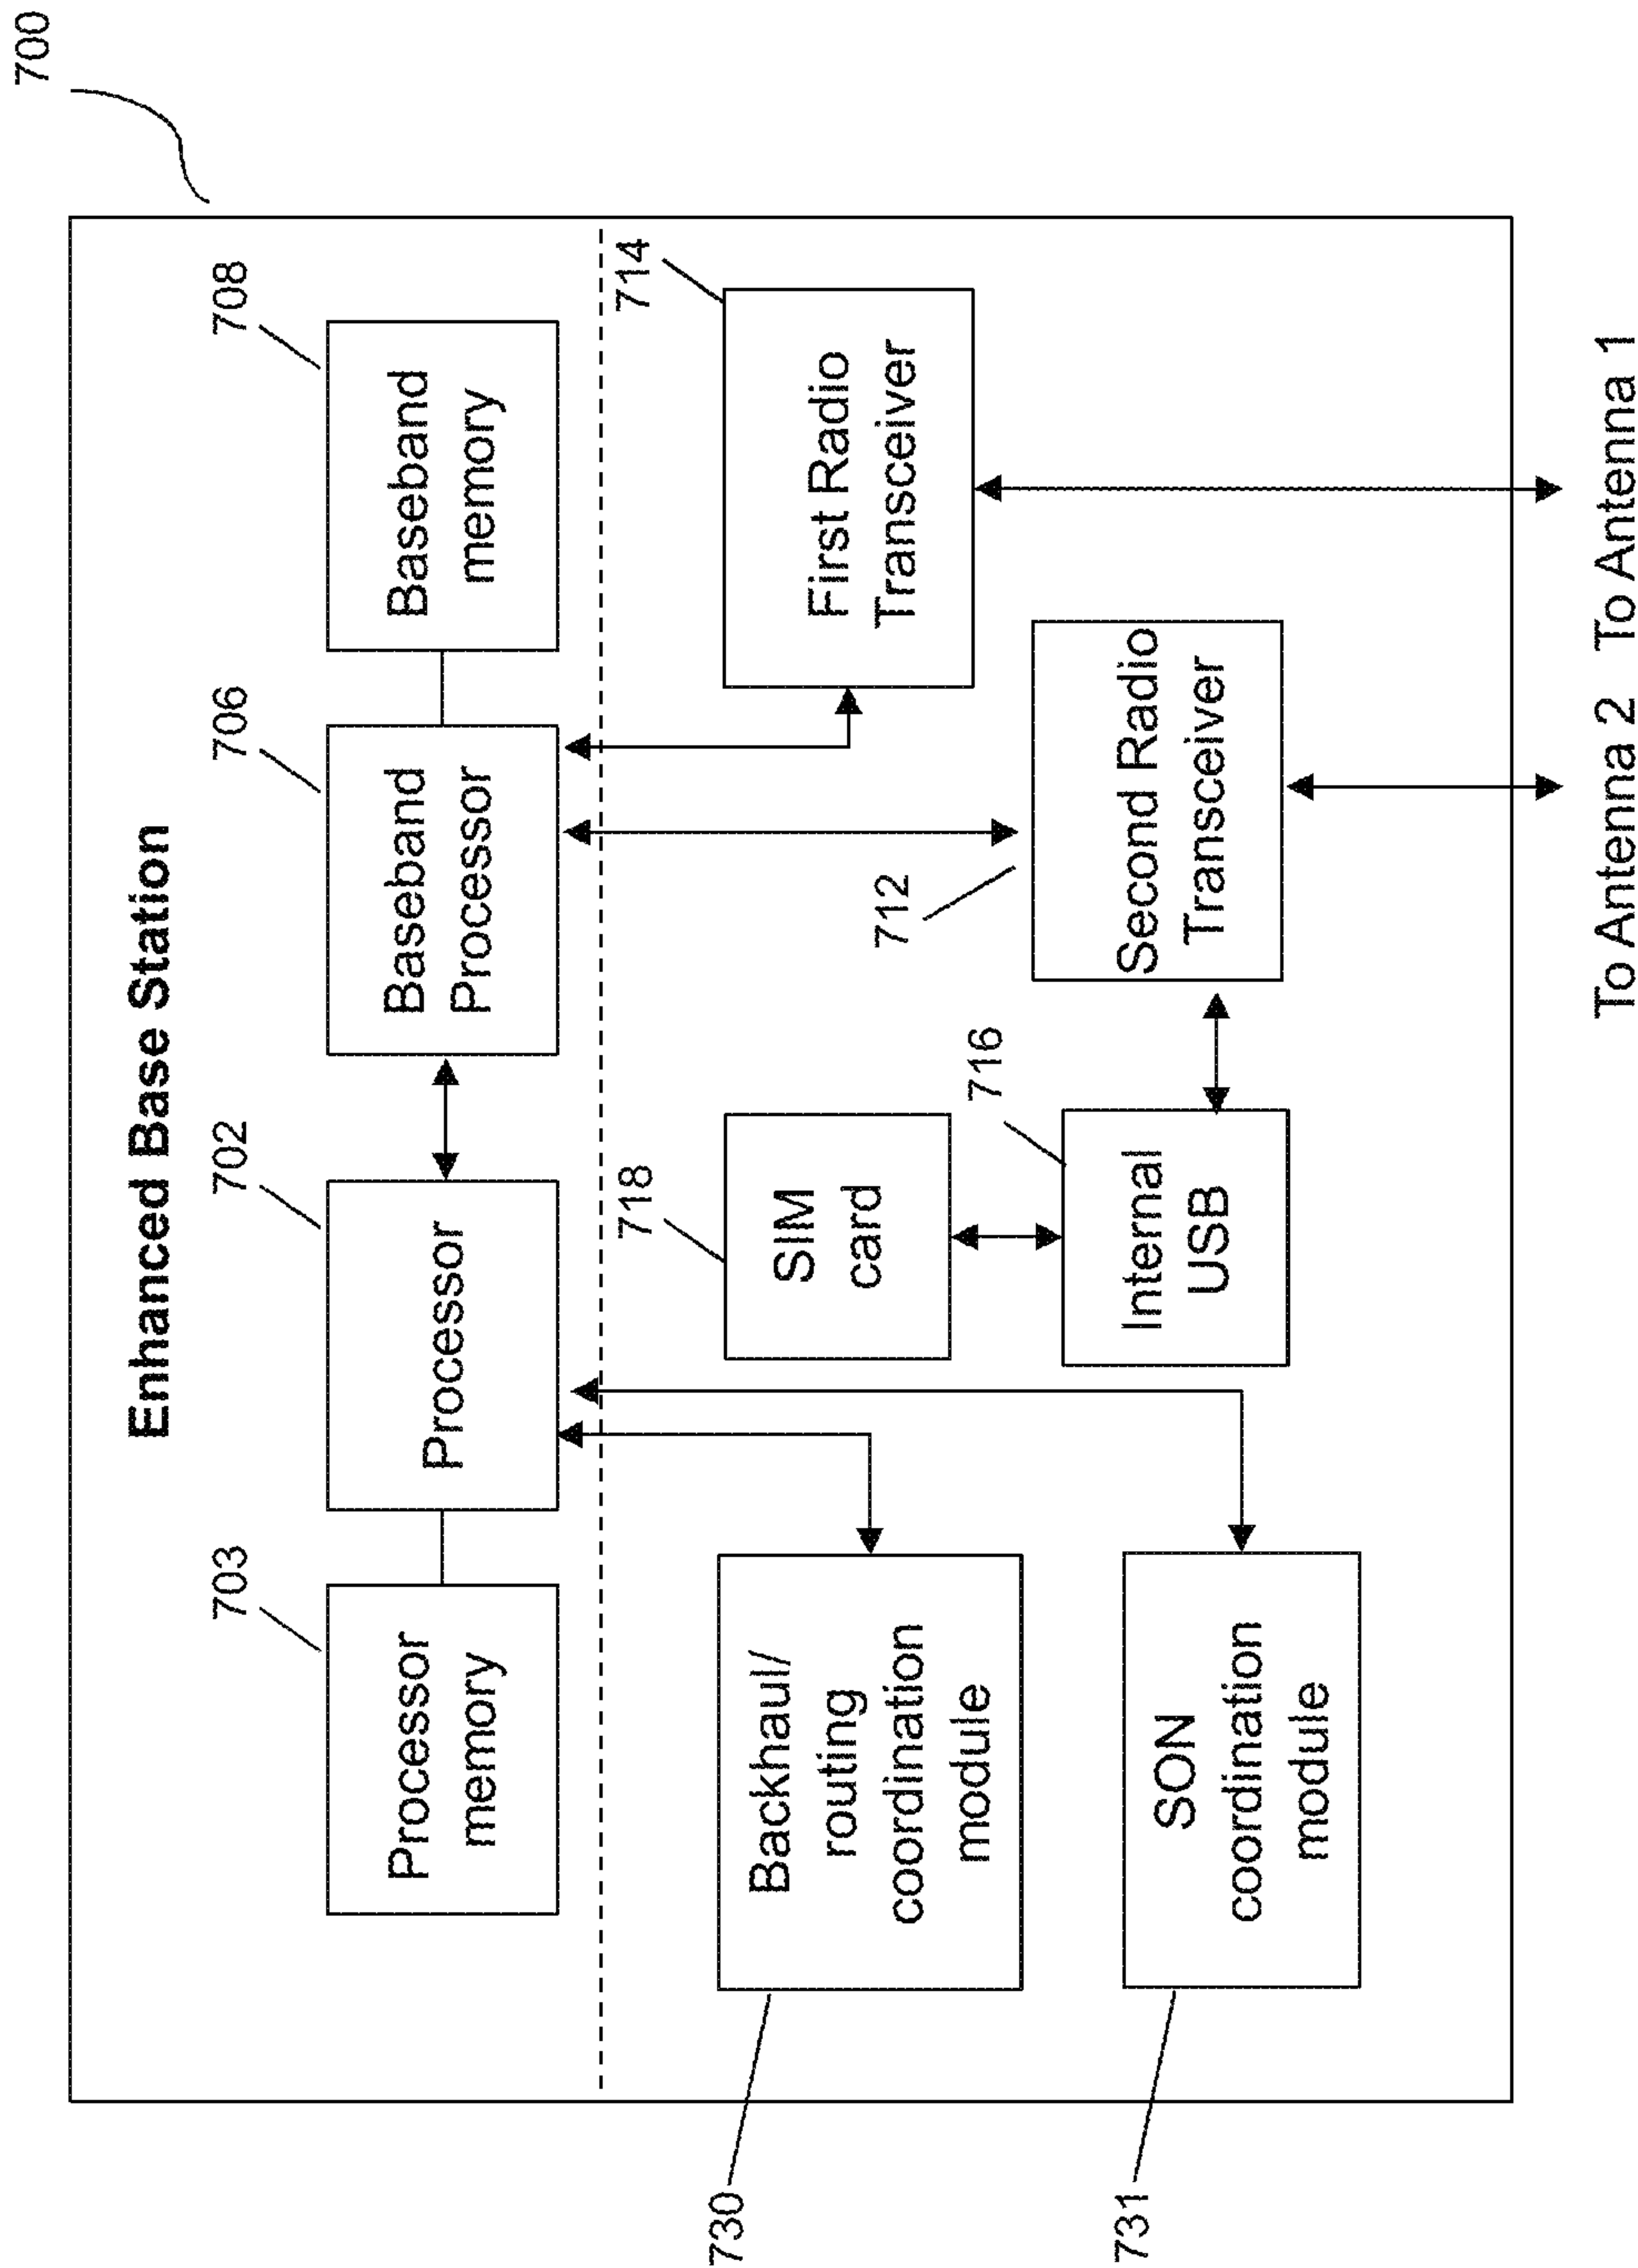 700
Enhanced Base Station
703
702
706
708
Processor
memory
Processor
Baseband
Processor
Baseband
memory
730
Backhaul/
routing
coordination
module
718
SIM
card
714
First Radio
Transceiver
712
Second Radio
Transceiver
716
Internal
USB
731
SON
coordination
module
To Antenna 2
To Antenna 1